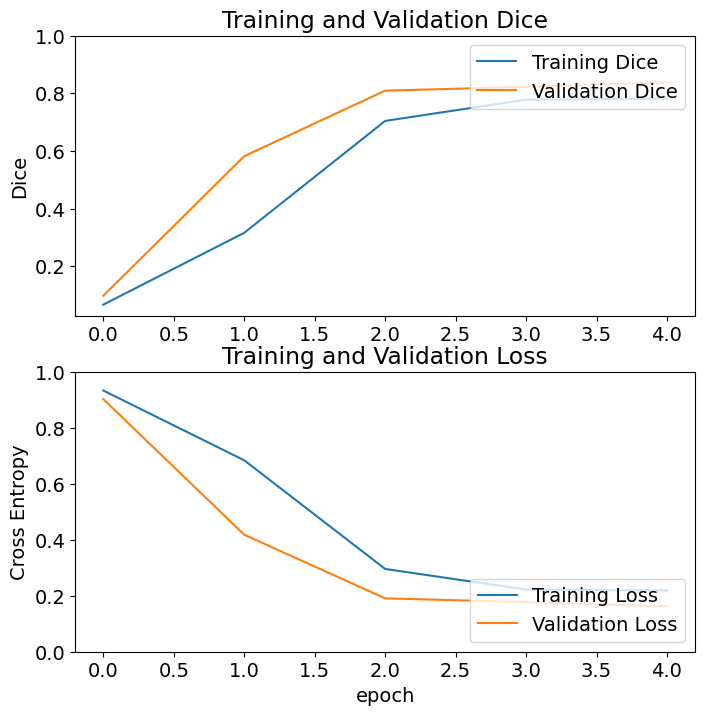 Training and Validation Dice
1.0
0.8
0.6
0.4
0.2
Dice
Training Dice
Validation Dice
0.0 0.5 1.0 1.5 2.0 2.5 3.0 3.5 4.0
Training and Validation Loss
1.0
0.8
0.6
0.4
0.2
0.0
Cross Entropy
Training Loss
Validation Loss
0.0 0.5 1.0 1.5 2.0 2.5 3.0 3.5 4.0
epoch